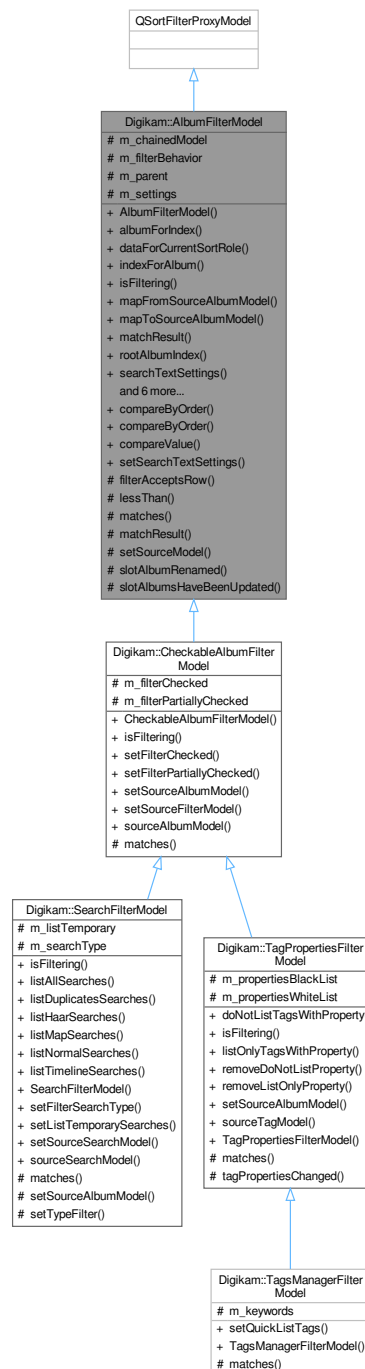 QSortFilterProxyModel
Digikam::AlbumFilterModel
# m_chainedModel
# m_filterBehavior
# m_parent
# m_settings
+ AlbumFilterModel()
+ albumForIndex()
+ dataForCurrentSortRole()
+ indexForAlbum()
+ isFiltering()
+ mapFromSourceAlbumModel()
+ mapToSourceAlbumModel()
+ matchResult()
+ rootAlbumIndex()
+ searchTextSettings()
and 6 more...
+ compareByOrder()
+ compareByOrder()
+ compareValue()
+ setSearchTextSettings()
# filterAcceptsRow()
# lessThan()
# matches()
# matchResult()
# setSourceModel()
# slotAlbumRenamed()
# slotAlbumsHaveBeenUpdated()
Digikam::CheckableAlbumFilter
Model
# m_filterChecked
# m_filterPartiallyChecked
+ CheckableAlbumFilterModel()
+ isFiltering()
+ setFilterChecked()
+ setFilterPartiallyChecked()
+ setSourceAlbumModel()
+ setSourceFilterModel()
+ sourceAlbumModel()
# matches()
Digikam::SearchFilterModel
# m_listTemporary
# m_searchType
+ isFiltering()
+ listAllSearches()
+ listDuplicatesSearches()
+ listHaarSearches()
+ listMapSearches()
+ listNormalSearches()
+ listTimelineSearches()
+ SearchFilterModel()
+ setFilterSearchType()
+ setListTemporarySearches()
+ setSourceSearchModel()
+ sourceSearchModel()
# matches()
# setSourceAlbumModel()
# setTypeFilter()
Digikam::TagPropertiesFilter
Model
# m_propertiesBlackList
# m_propertiesWhiteList
+ doNotListTagsWithProperty
+ isFiltering()
+ listOnlyTagsWithProperty()
+ removeDoNotListProperty()
+ removeListOnlyProperty()
+ setSourceAlbumModel()
+ sourceTagModel()
+ TagPropertiesFilterModel()
# matches()
# tagPropertiesChanged()
Digikam::TagsManagerFilter
Model
# m_keywords
+ setQuickListTags()
+ TagsManagerFilterModel()
# matches()